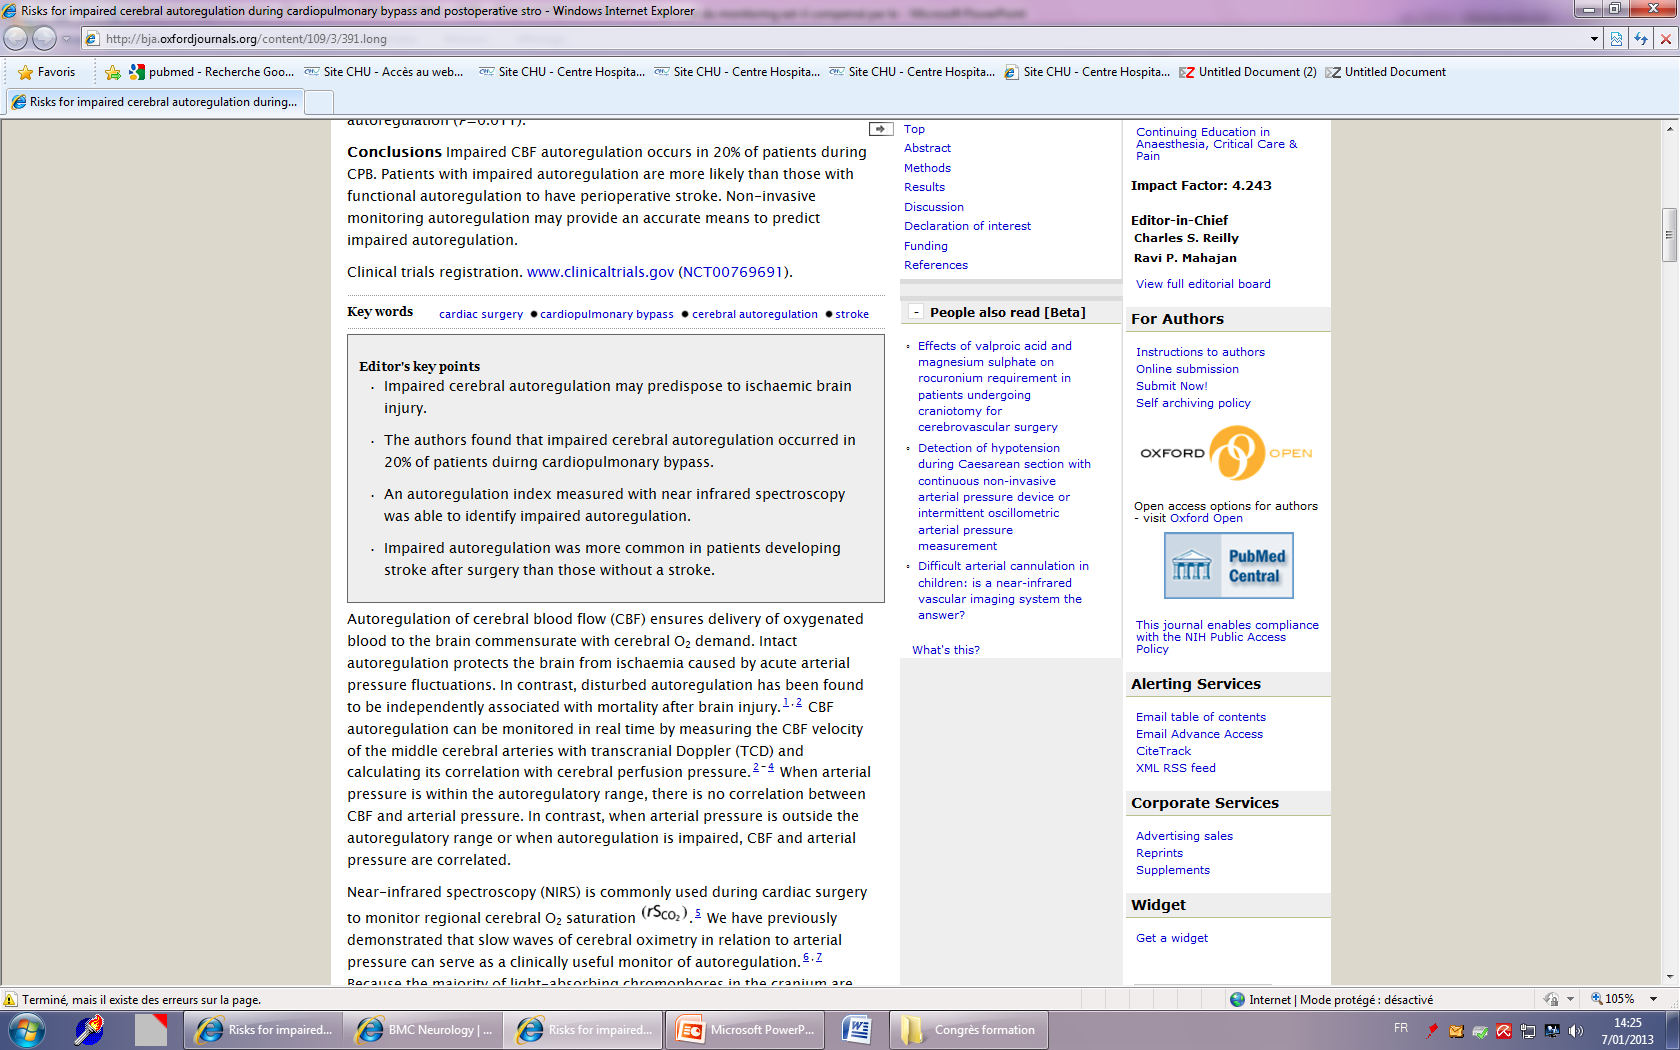 Risks for impaired cerebral autoregulation during cardiopulmonary bypass and postoperative stro - Windows Internet Explorer
http://bja.oxfordjournals.org/content/109/3/391.long
Favoris
pubmed - Recherche Goo...
Site CHU - Accès au web...
Site CHU - Centre Hospita...
Site CHU - Centre Hospita...
Site CHU - Centre Hospita...
Site CHU - Centre Hospita...
Untitled Document (2)
Untitled Document
Risks for impaired cerebral autoregulation during...
autoregulation (P=0.011).
Conclusions Impaired CBF autoregulation occurs in 20% of patients during
CPB. Patients with impaired autoregulation are more likely than those with
functional autoregulation to have perioperative stroke. Non-invasive
monitoring autoregulation may provide an accurate means to predict
impaired autoregulation.
Clinical trials registration. www.clinicaltrials.gov (NCT00769691).
Key words cardiac surgery ● cardiopulmonary bypass ● cerebral autoregulation ● stroke
Editor's key points
· Impaired cerebral autoregulation may predispose to ischaemic brain
injury.
· The authors found that impaired cerebral autoregulation occurred in
20% of patients duirng cardiopulmonary bypass.
· An autoregulation index measured with near infrared spectroscopy
was able to identify impaired autoregulation.
· Impaired autoregulation was more common in patients developing
stroke after surgery than those without a stroke.
Autoregulation of cerebral blood flow (CBF) ensures delivery of oxygenated
blood to the brain commensurate with cerebral O2 demand. Intact
autoregulation protects the brain from ischaemia caused by acute arterial
pressure fluctuations. In contrast, disturbed autoregulation has been found
to be independently associated with mortality after brain injury.1,2 CBF
autoregulation can be monitored in real time by measuring the CBF velocity
of the middle cerebral arteries with transcranial Doppler (TCD) and
calculating its correlation with cerebral perfusion pressure.2-4 When arterial
pressure is within the autoregulatory range, there is no correlation between
CBF and arterial pressure. In contrast, when arterial pressure is outside the
autoregulatory range or when autoregulation is impaired, CBF and arterial
pressure are correlated.
Near-infrared spectroscopy (NIRS) is commonly used during cardiac surgery
to monitor regional cerebral O2 saturation (rSCO2).5 We have previously
demonstrated that slow waves of cerebral oximetry in relation to arterial
pressure can serve as a clinically useful monitor of autoregulation.6,7
Because the majority of light-absorbing chromophores in the cranium are
Top
Abstract
Methods
Results
Discussion
Declaration of interest
Funding
References
- People also read [Beta]
Effects of valproic acid and
magnesium sulphate on
rocuronium requirement in
patients undergoing
craniotomy for
cerebrovascular surgery
Detection of hypotension
during Caesarean section with
continuous non-invasive
arterial pressure device or
intermittent oscillometric
arterial pressure
measurement
Difficult arterial cannulation in
children: is a near-infrared
vascular imaging system the
answer?
What's this?
Continuing Education in
Anaesthesia, Critical Care &
Pain
Impact Factor: 4.243
Editor-in-Chief
Charles S. Reilly
Ravi P. Mahajan
View full editorial board
For Authors
Instructions to authors
Online submission
Submit Now!
Self archiving policy
OXFORD OPEN
Open access options for authors
- visit Oxford Open
PubMed
Central
This journal enables compliance
with the NIH Public Access
Policy
Alerting Services
Email table of contents
Email Advance Access
CiteTrack
XML RSS feed
Corporate Services
Advertising sales
Reprints
Supplements
Widget
Get a widget
Terminé, mais il existe des erreurs sur la page.
Internet | Mode protégé : désactivé
105%
Risks for impaired...
BMC Neurology | ...
Risks for impaired...
Microsoft PowerP...
Congrès formation
FR
14:25
7/01/2013